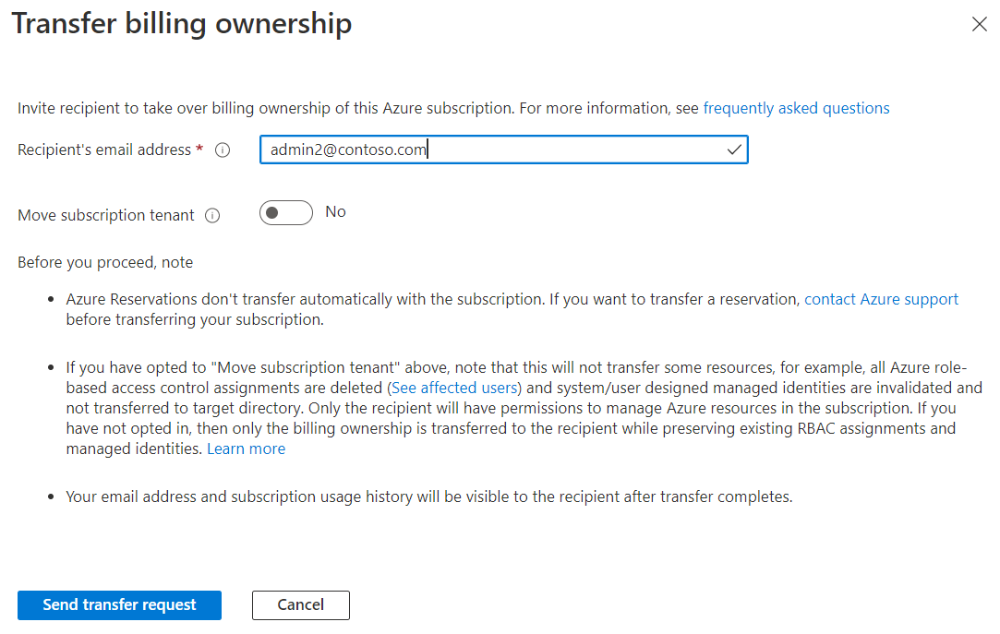 Transfer billing ownership
Invite recipient to take over billing ownership of this Azure subscription. For more information, see frequently asked questions
Recipient's email address *
admin2@contoso.com
Move subscription tenant
No
Before you proceed, note
Azure Reservations don't transfer automatically with the subscription. If you want to transfer a reservation, contact Azure support
before transferring your subscription.
If you have opted to "Move subscription tenant" above, note that this will not transfer some resources, for example, all Azure role-
based access control assignments are deleted (See affected users) and system/user designed managed identities are invalidated and
not transferred to target directory. Only the recipient will have permissions to manage Azure resources in the subscription. If you
have not opted in, then only the billing ownership is transferred to the recipient while preserving existing RBAC assignments and
managed identities. Learn more
Your email address and subscription usage history will be visible to the recipient after transfer completes.
Send transfer request
Cancel